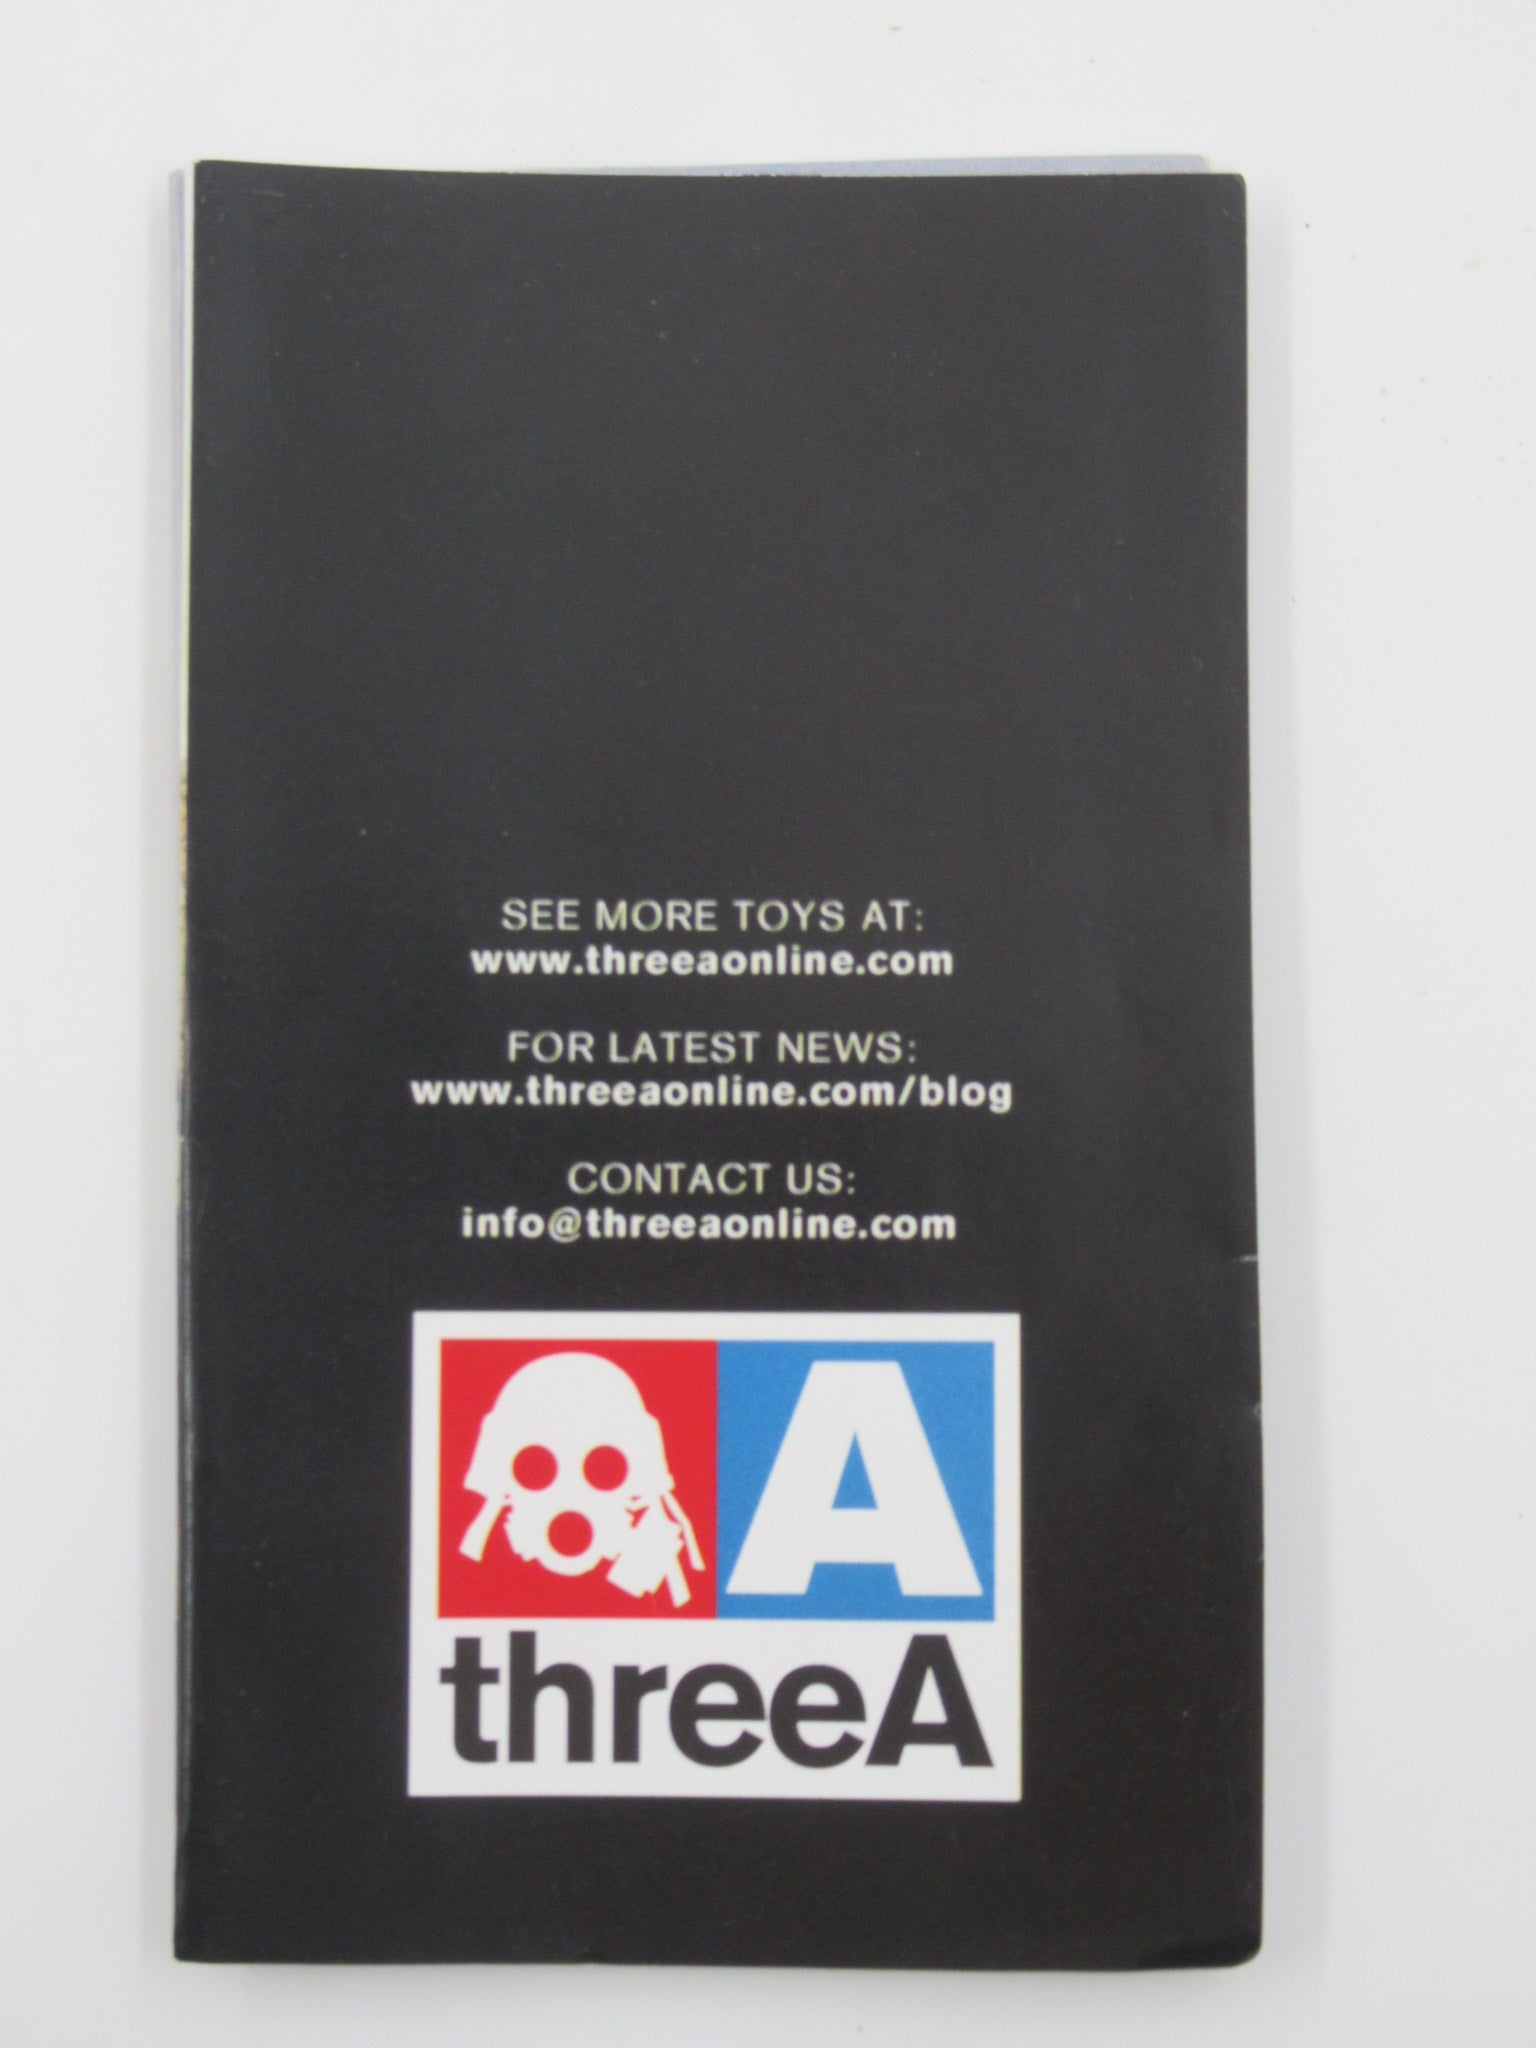 SEE MORE TOYS AT:
www.threeaonline.com
FOR LATEST NEWS:
www.threeaonline.com/blog
CONTACT US:
info@threeaonline.com
A
threeA